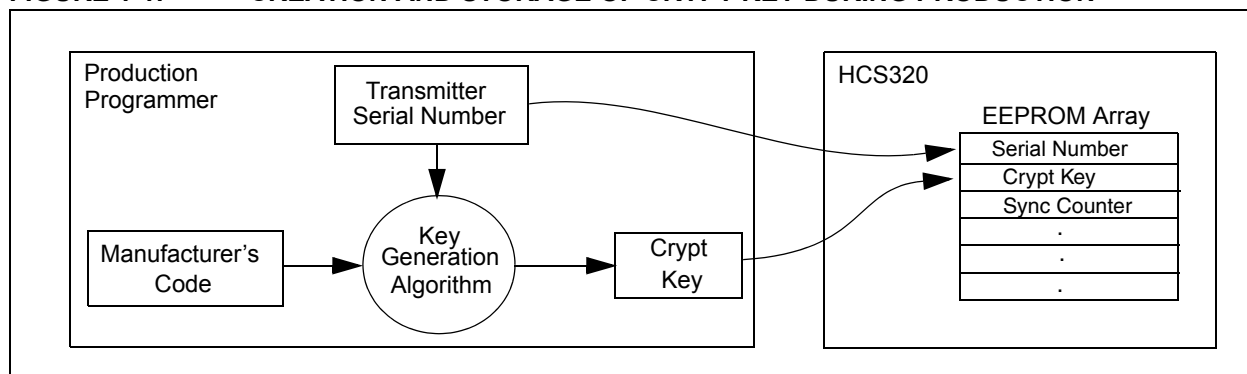 Production
Programmer
Transmitter
Serial Number
Manufacturer's
Code
Key
Generation
Algorithm
Crypt
Key
HCS320
EEPROM Array
Serial Number
Crypt Key
Sync Counter
.
.
.